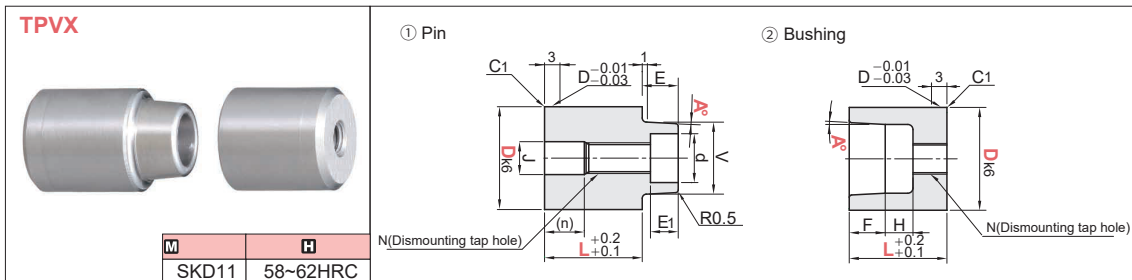 TPVX
M H
SKD11 58~62HRC
① Pin
C1
3
D −0.01
−0.03
1
E
A°
Dk6
J
d
V
(n)
E1
R0.5
N(Dismounting tap hole)
L +0.2
+0.1
② Bushing
D −0.01
−0.03
3
C1
A°
Dk6
F
H
N(Dismounting tap hole)
L +0.2
+0.1